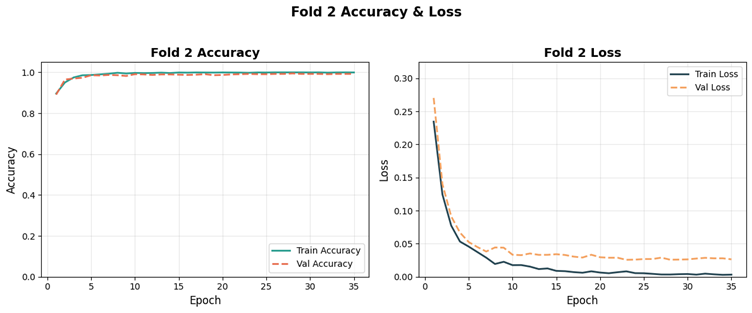 Fold 2 Accuracy & Loss
Fold 2 Accuracy
1.0
0.8
0.6
0.4
0.2
0.0
Accuracy
0
5
10
15
20
25
30
35
Epoch
Train Accuracy
Val Accuracy
Fold 2 Loss
0.30
0.25
0.20
0.15
0.10
0.05
0.00
Loss
0
5
10
15
20
25
30
35
Epoch
Train Loss
Val Loss